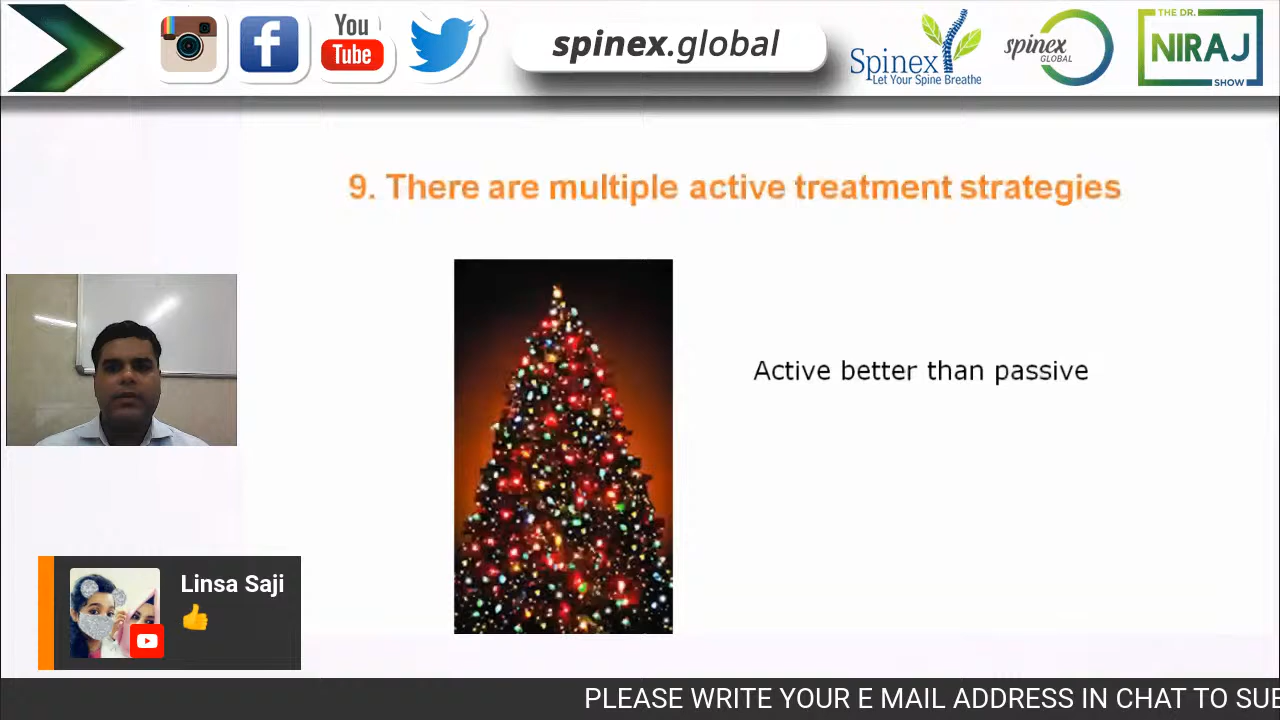 You
Tube
spinex.global
Spinex
Let Your Spine Breathe
spinex
GLOBAL
THE DR.
NIRAJ
SHOW
9. There are multiple active treatment strategies
Active better than passive
Linsa Saji
👍
PLEASE WRITE YOUR E MAIL ADDRESS IN CHAT TO